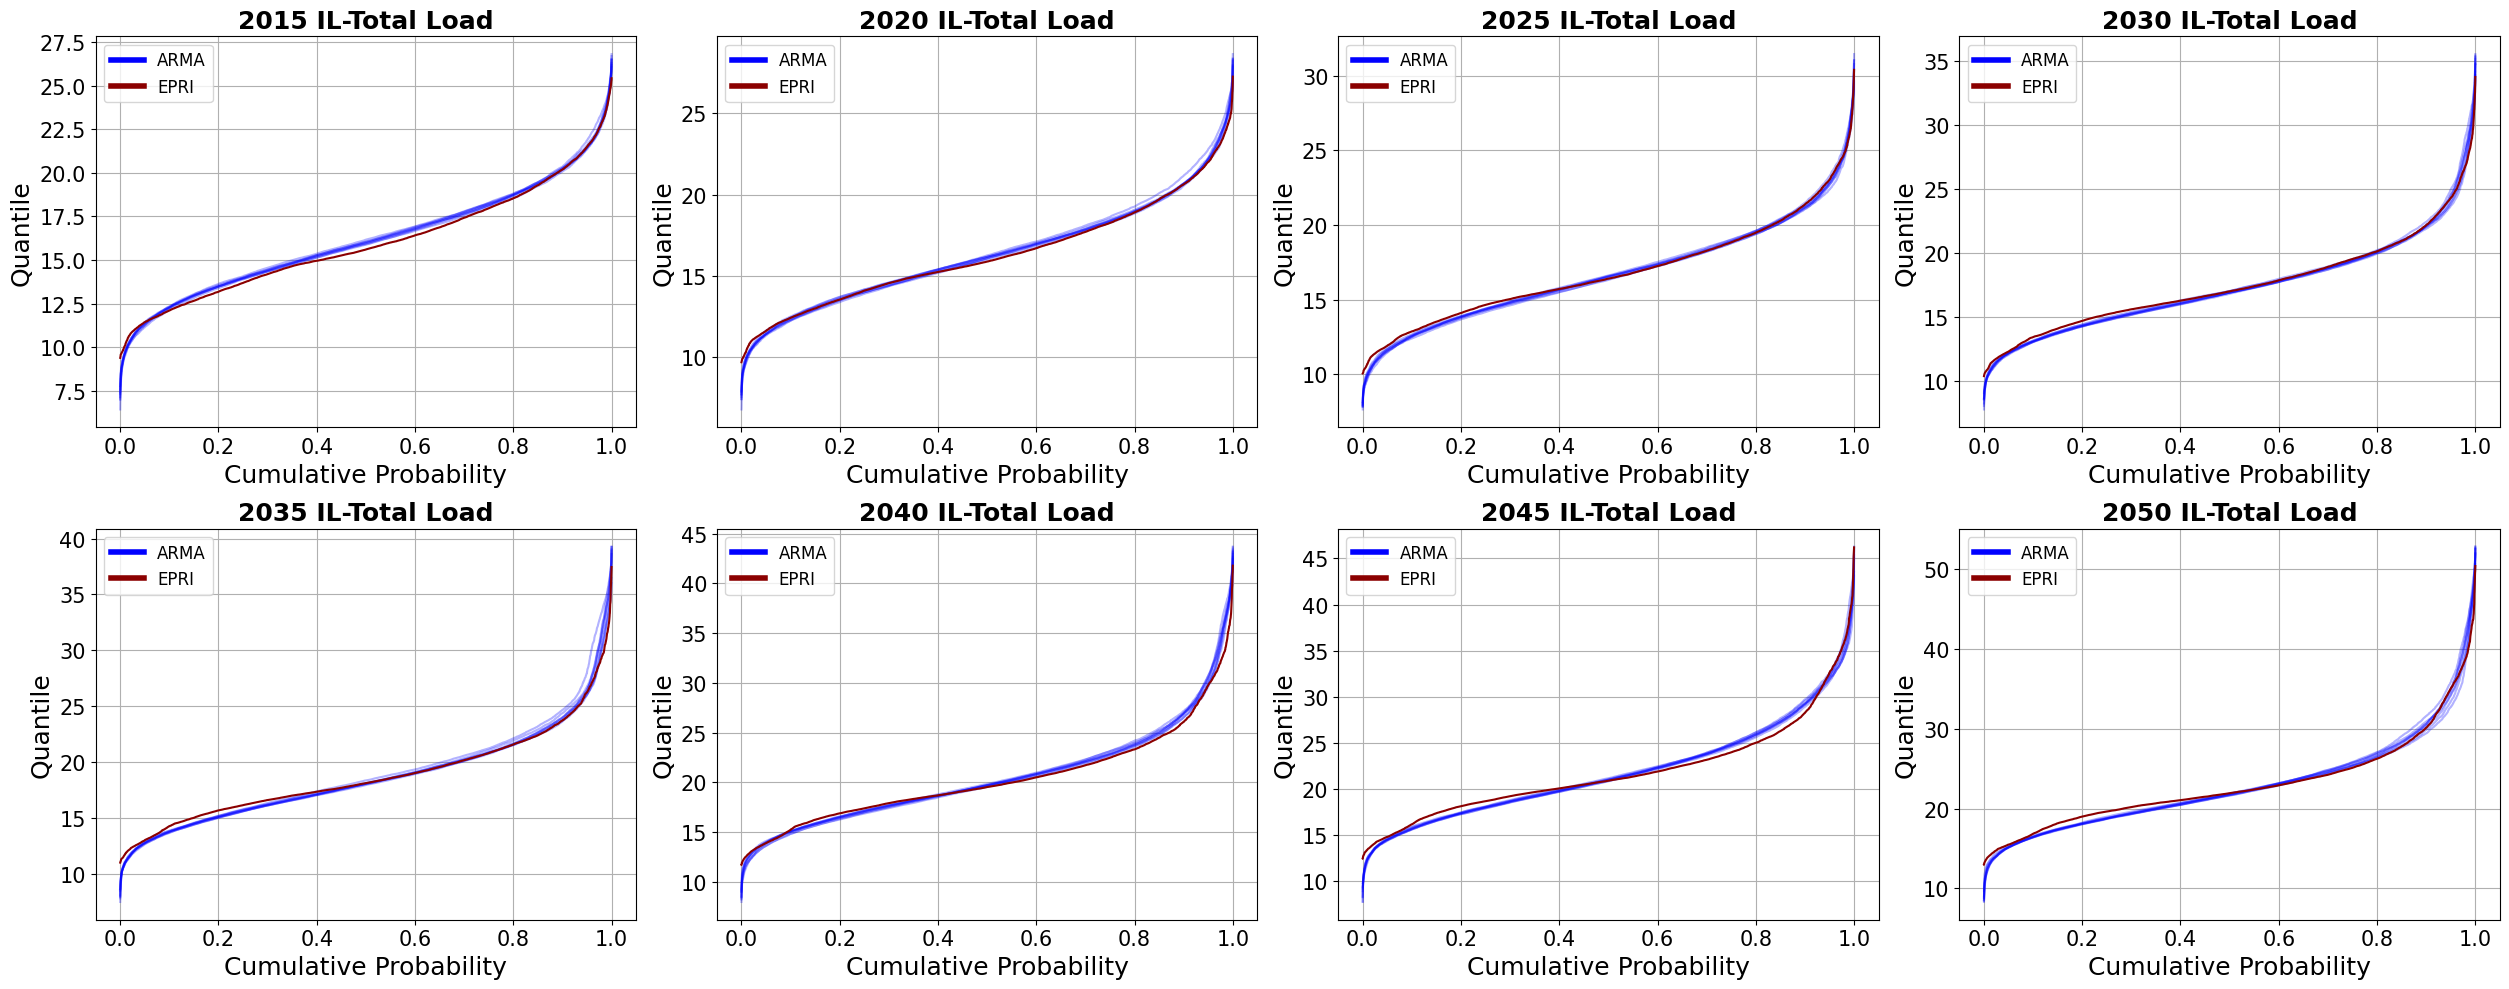 2015 IL-Total Load
Quantile
27.5
25.0
22.5
20.0
17.5
15.0
12.5
10.0
7.5
ARMA
EPRI
0.0 0.2 0.4 0.6 0.8 1.0
Cumulative Probability
2020 IL-Total Load
Quantile
25
20
15
10
ARMA
EPRI
0.0 0.2 0.4 0.6 0.8 1.0
Cumulative Probability
2025 IL-Total Load
Quantile
30
25
20
15
10
ARMA
EPRI
0.0 0.2 0.4 0.6 0.8 1.0
Cumulative Probability
2030 IL-Total Load
Quantile
35
30
25
20
15
10
ARMA
EPRI
0.0 0.2 0.4 0.6 0.8 1.0
Cumulative Probability
2035 IL-Total Load
Quantile
40
35
30
25
20
15
10
ARMA
EPRI
0.0 0.2 0.4 0.6 0.8 1.0
Cumulative Probability
2040 IL-Total Load
Quantile
45
40
35
30
25
20
15
10
ARMA
EPRI
0.0 0.2 0.4 0.6 0.8 1.0
Cumulative Probability
2045 IL-Total Load
Quantile
45
40
35
30
25
20
15
10
ARMA
EPRI
0.0 0.2 0.4 0.6 0.8 1.0
Cumulative Probability
2050 IL-Total Load
Quantile
50
40
30
20
10
ARMA
EPRI
0.0 0.2 0.4 0.6 0.8 1.0
Cumulative Probability